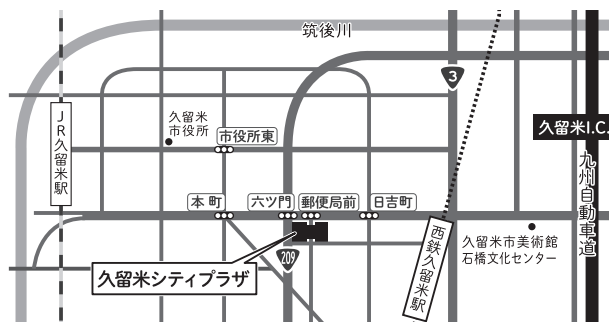 筑後川
3
久留米
市役所
久留米I.C.
市役所東
JR久留米駅
九州自動車道
本町
六ツ門
郵便局前
日吉町
西鉄久留米駅
久留米市美術館
石橋文化センター
209
久留米シティプラザ